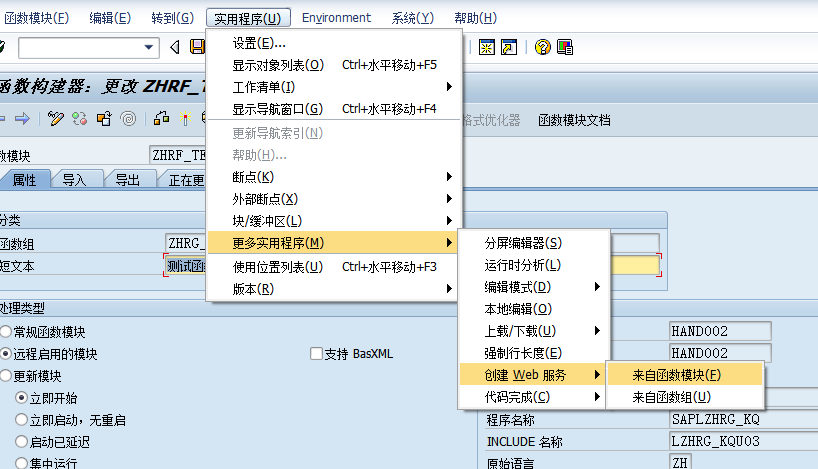 函数模块(F) 编辑(E) 转到(G) 实用程序(U) Environment 系统(Y) 帮助(H)
函数构建器：更改 ZHRF_T
格式优化器 函数模块文档
数模块 ZHRF_TE
属性 导入 导出 正在更
分类
函数组 ZHRG_
短文本 测试函
处理类型
常规函数模块
远程启用的模块 支持 BasXML
更新模块
立即开始
立即启动，无重启
启动已延迟
集中运行
设置(E)...
显示对象列表(O) Ctrl+水平移动+F5
工作清单(I)
显示导航窗口(G) Ctrl+水平移动+F4
更新导航索引(N)
帮助(H)...
断点(K)
外部断点(X)
块/缓冲区(L)
更多实用程序(M)
使用位置列表(U) Ctrl+水平移动+F3
版本(R)
分屏编辑器(S)
运行时分析(L)
编辑模式(D)
本地编辑(O)
上载/下载(U)
强制行长度(E)
创建 Web 服务
代码完成(C)
来自函数模块(F)
来自函数组(U)
HAND002
HAND002
程序名称 SAPLZHRG_KQ
INCLUDE 名称 LZHRG_KQU03
原始语言 ZH